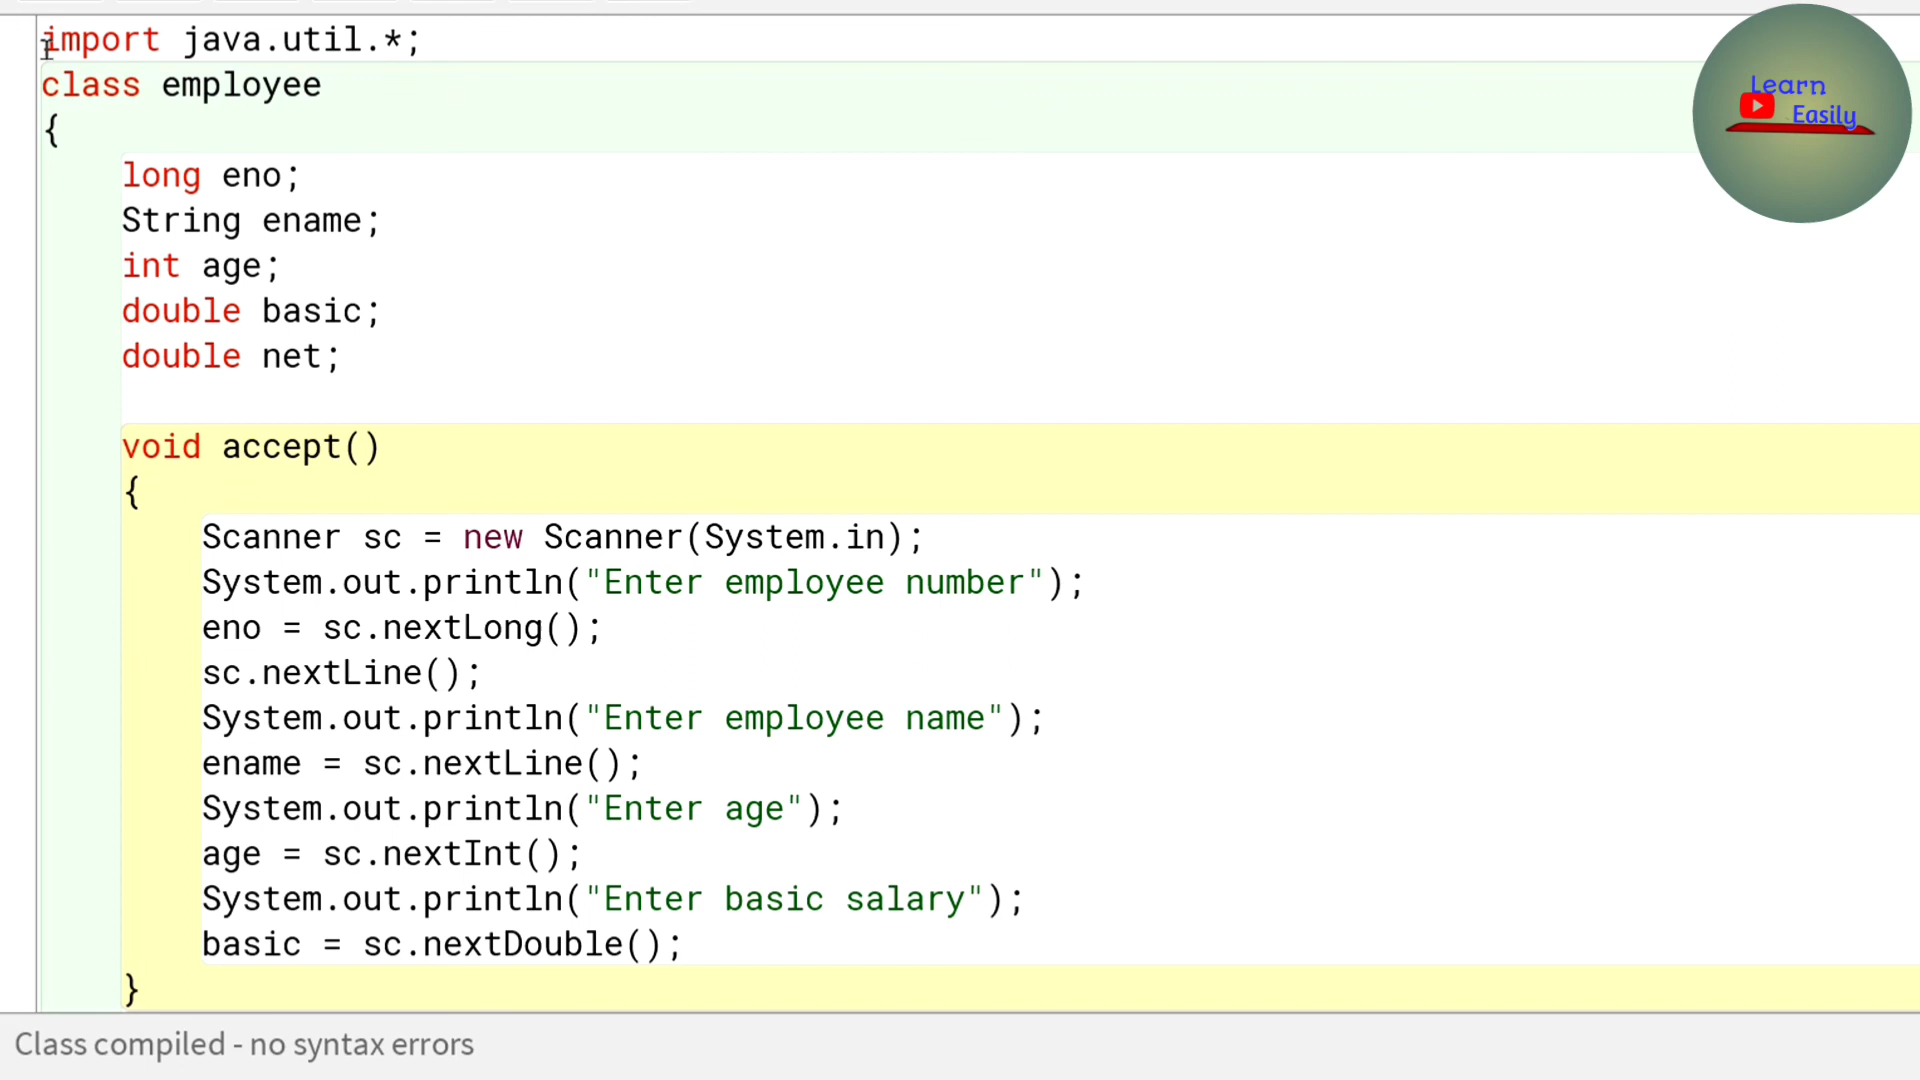 import java.util.*;
class employee
{
long eno;
String ename;
int age;
double basic;
double net;
void accept()
{
Scanner sc = new Scanner(System.in);
System.out.println("Enter employee number");
eno = sc.nextLong();
sc.nextLine();
System.out.println("Enter employee name");
ename = sc.nextLine();
System.out.println("Enter age");
age = sc.nextInt();
System.out.println("Enter basic salary");
basic = sc.nextDouble();
}
Class compiled - no syntax errors
Learn
Easily